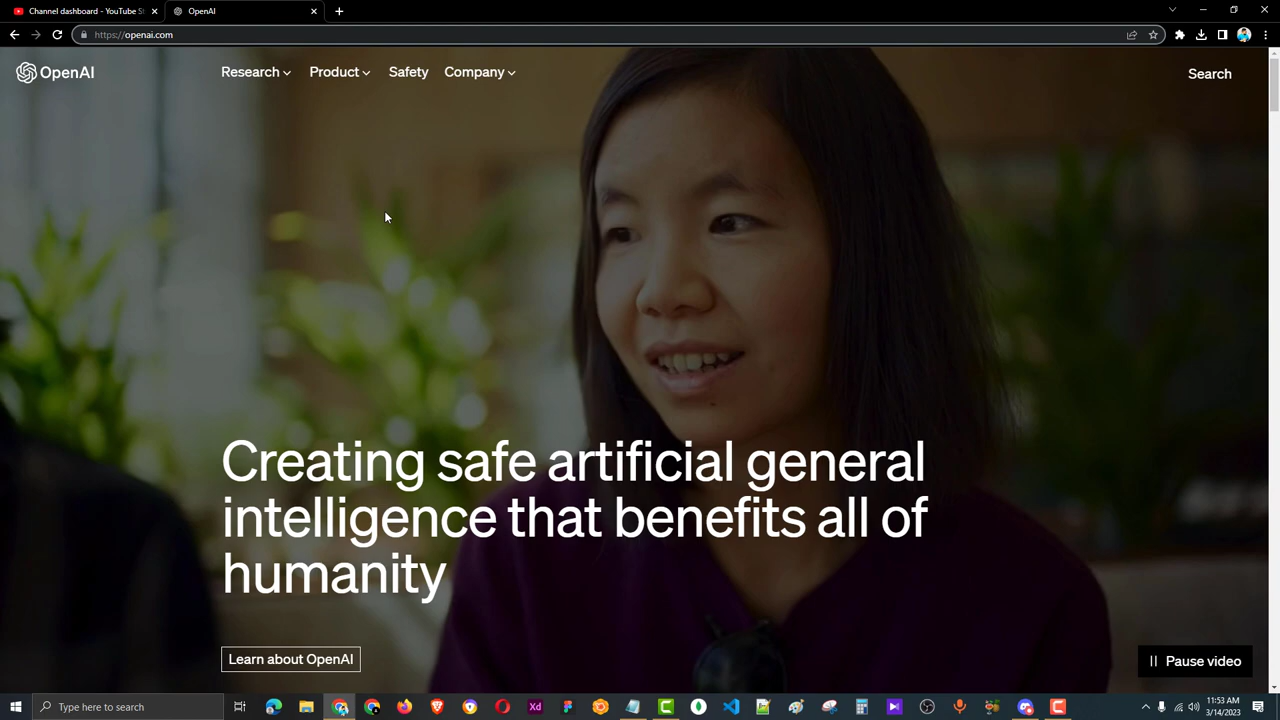 Channel dashboard - YouTube St
OpenAI
https://openai.com
OpenAI
Research
Product
Safety
Company
Search
Creating safe artificial general
intelligence that benefits all of
humanity
Learn about OpenAI
Pause video
Type here to search
Xd
11:53 AM
3/14/2023